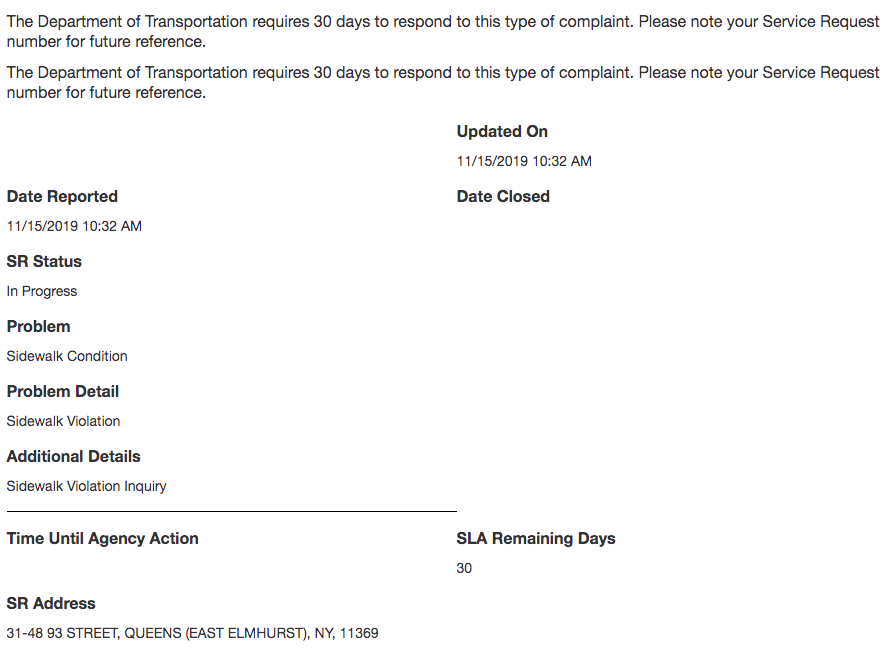 The Department of Transportation requires 30 days to respond to this type of complaint. Please note your Service Request
number for future reference.
The Department of Transportation requires 30 days to respond to this type of complaint. Please note your Service Request
number for future reference.
Updated On
11/15/2019 10:32 AM
Date Reported
Date Closed
11/15/2019 10:32 AM
SR Status
In Progress
Problem
Sidewalk Condition
Problem Detail
Sidewalk Violation
Additional Details
Sidewalk Violation Inquiry
Time Until Agency Action
SLA Remaining Days
30
SR Address
31-48 93 STREET, QUEENS (EAST ELMHURST), NY, 11369